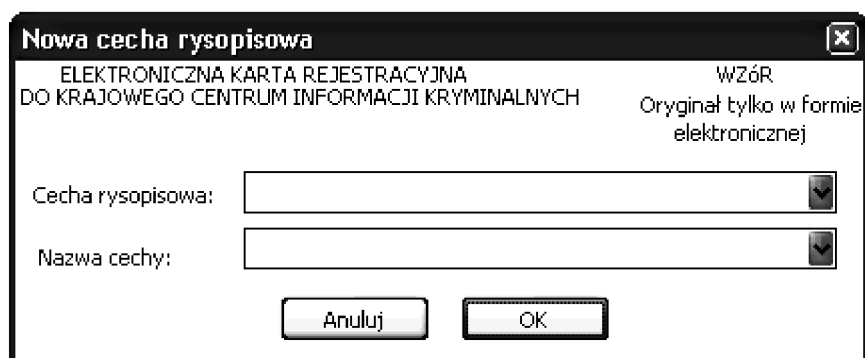 Nowa cecha rysopisowa
ELEKTRONICZNA KARTA REJESTRACYJNA
DO KRAJOWEGO CENTRUM INFORMACJI KRYMINALNYCH
WZóR
Oryginał tylko w formie
elektronicznej
Cecha rysopisowa:
Nazwa cechy:
Anuluj
OK